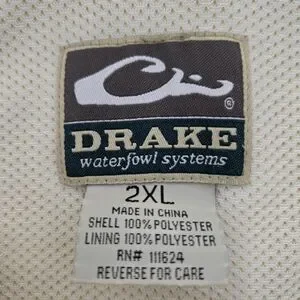 ®
DRAKE
waterfowl systems
2XL
MADE IN CHINA
SHELL 100% POLYESTER
LINING 100% POLYESTER
RN# 111624
REVERSE FOR CARE